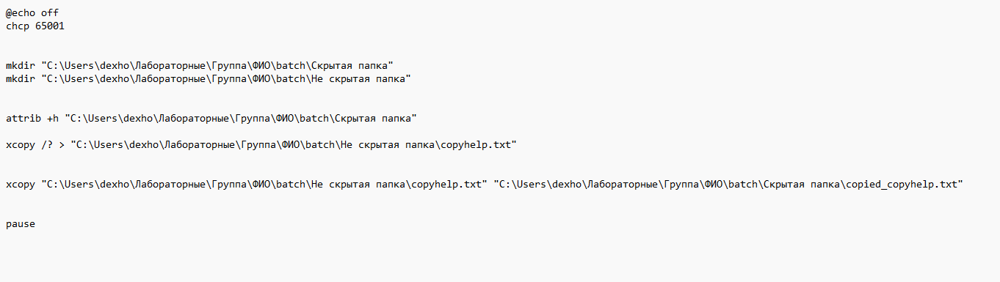 @echo off
chcp 65001
mkdir "C:\Users\dexho\Лабораторные\Группа\ФИО\batch\Скрытая папка"
mkdir "C:\Users\dexho\Лабораторные\Группа\ФИО\batch\Не скрытая папка"
attrib +h "C:\Users\dexho\Лабораторные\Группа\ФИО\batch\Скрытая папка"
xcopy /? > "C:\Users\dexho\Лабораторные\Группа\ФИО\batch\Не скрытая папка\copyhelp.txt"
xcopy "C:\Users\dexho\Лабораторные\Группа\ФИО\batch\Не скрытая папка\copyhelp.txt" "C:\Users\dexho\Лабораторные\Группа\ФИО\batch\Скрытая папка\copied_copyhelp.txt"
pause